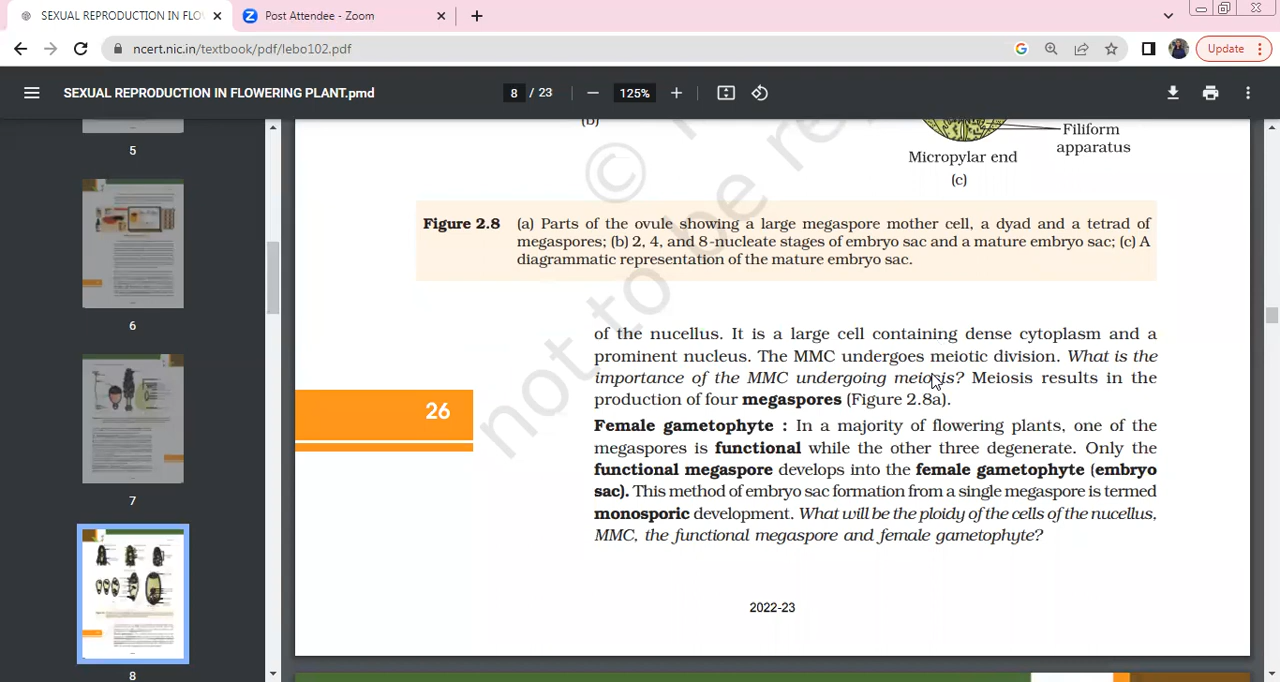 SEXUAL REPRODUCTION IN FLO
Post Attendee - Zoom
ncert.nic.in/textbook/pdf/lebo102.pdf
Update
SEXUAL REPRODUCTION IN FLOWERING PLANT.pmd
8 / 23
125%
5
6
7
8
(b)
Filiform
apparatus
Micropylar end
(c)
© not to be re
Figure 2.8 (a) Parts of the ovule showing a large megaspore mother cell, a dyad and a tetrad of
megaspores; (b) 2, 4, and 8-nucleate stages of embryo sac and a mature embryo sac; (c) A
diagrammatic representation of the mature embryo sac.
of the nucellus. It is a large cell containing dense cytoplasm and a
prominent nucleus. The MMC undergoes meiotic division. What is the
importance of the MMC undergoing meiosis? Meiosis results in the
production of four megaspores (Figure 2.8a).
26
Female gametophyte : In a majority of flowering plants, one of the
megaspores is functional while the other three degenerate. Only the
functional megaspore develops into the female gametophyte (embryo
sac). This method of embryo sac formation from a single megaspore is termed
monosporic development. What will be the ploidy of the cells of the nucellus,
MMC, the functional megaspore and female gametophyte?
2022-23